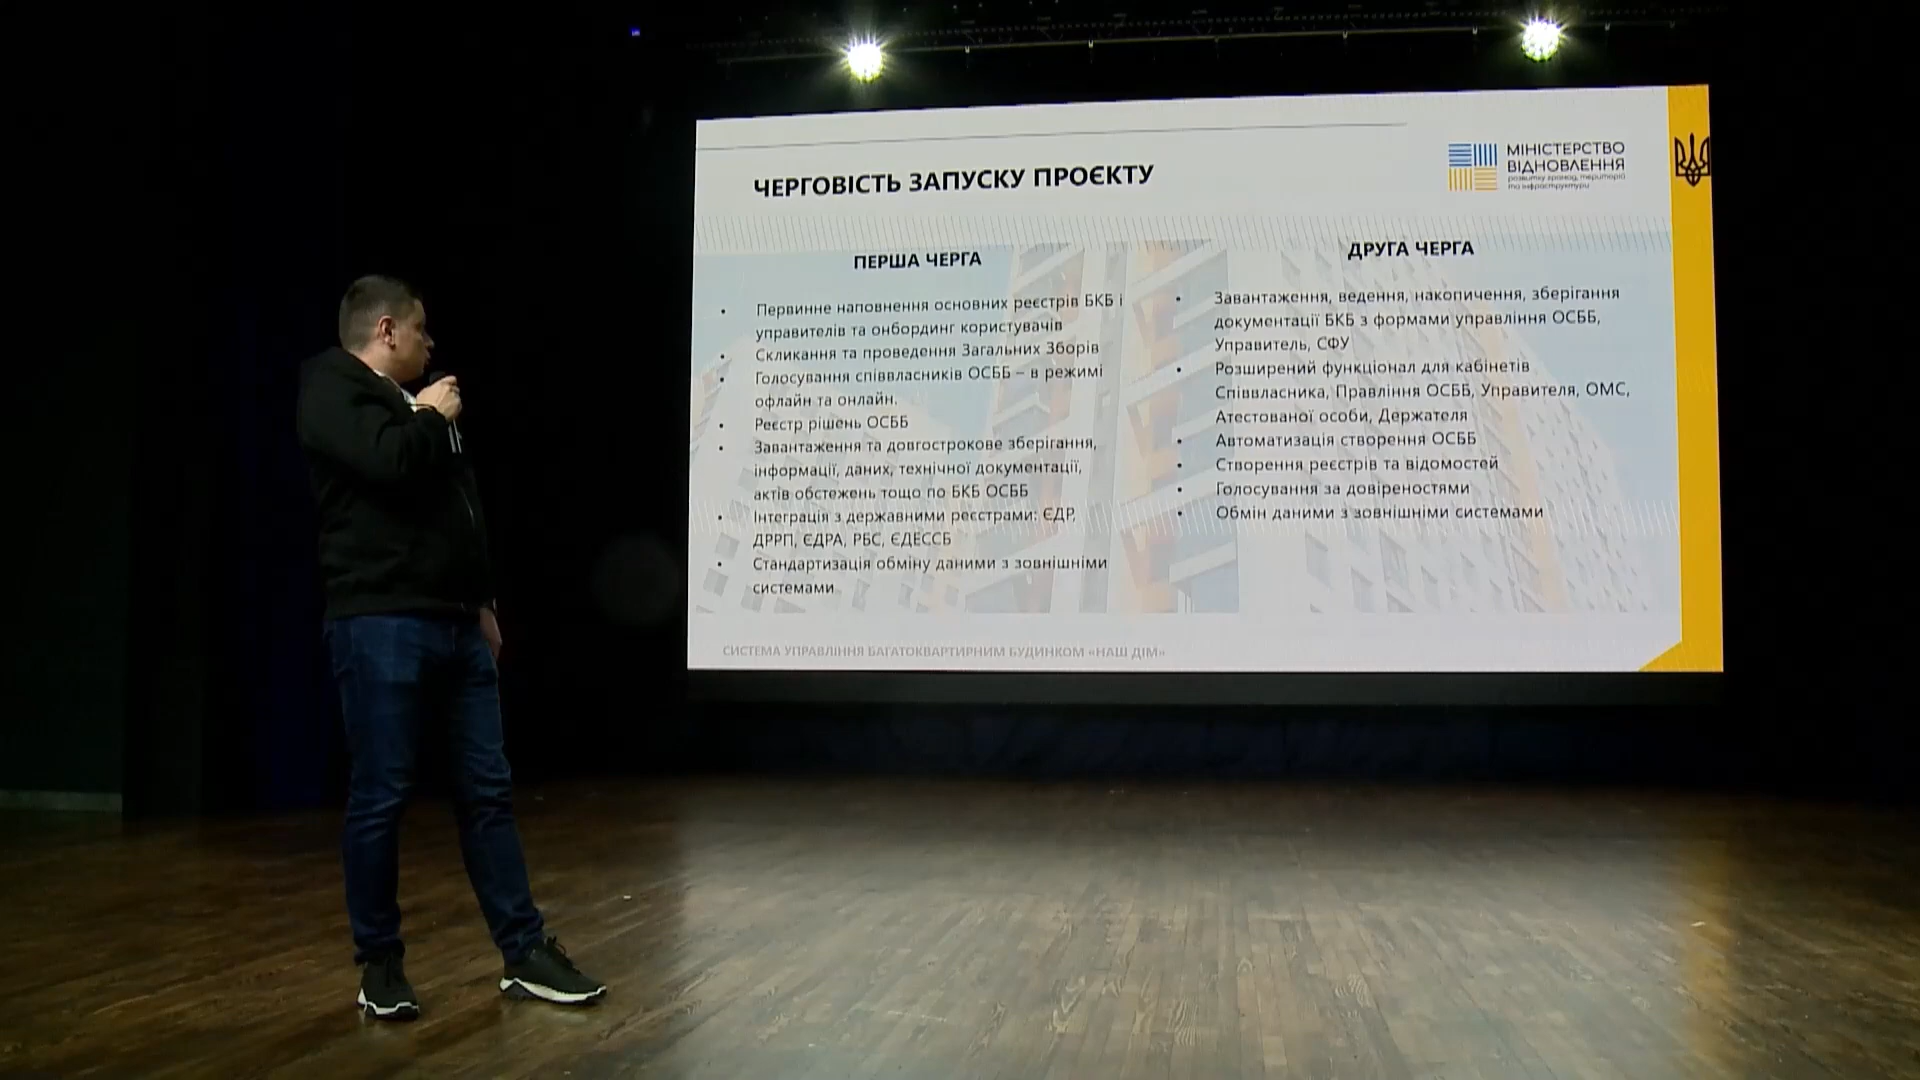 ЧЕРГОВІСТЬ ЗАПУСКУ ПРОЄКТУ
МІНІСТЕРСТВО
ВІДНОВЛЕННЯ
розвитку громад, територій
та інфраструктури
ПЕРША ЧЕРГА
• Первинне наповнення основних реєстрів БКБ і
управителів та онбординг користувачів
• Скликання та проведення Загальних Зборів
• Голосування співвласників ОСББ – в режимі
офлайн та онлайн.
• Реєстр рішень ОСББ
• Завантаження та довгострокове зберігання,
інформації, даних, технічної документації,
актів обстежень тощо по БКБ ОСББ
• Інтеграція з державними реєстрами: ЄДР,
ДРРП, ЄДРА, РБС, ЄДЕССБ
• Стандартизація обміну даними з зовнішніми
системами
ДРУГА ЧЕРГА
• Завантаження, ведення, накопичення, зберігання
документації БКБ з формами управління ОСББ,
Управитель, СФУ
• Розширений функціонал для кабінетів
Співвласника, Правління ОСББ, Управителя, ОМС,
Атестованої особи, Держателя
• Автоматизація створення ОСББ
• Створення реєстрів та відомостей
• Голосування за довіреностями
• Обмін даними з зовнішніми системами
СИСТЕМА УПРАВЛІННЯ БАГАТОКВАРТИРНИМ БУДИНКОМ «НАШ ДІМ»